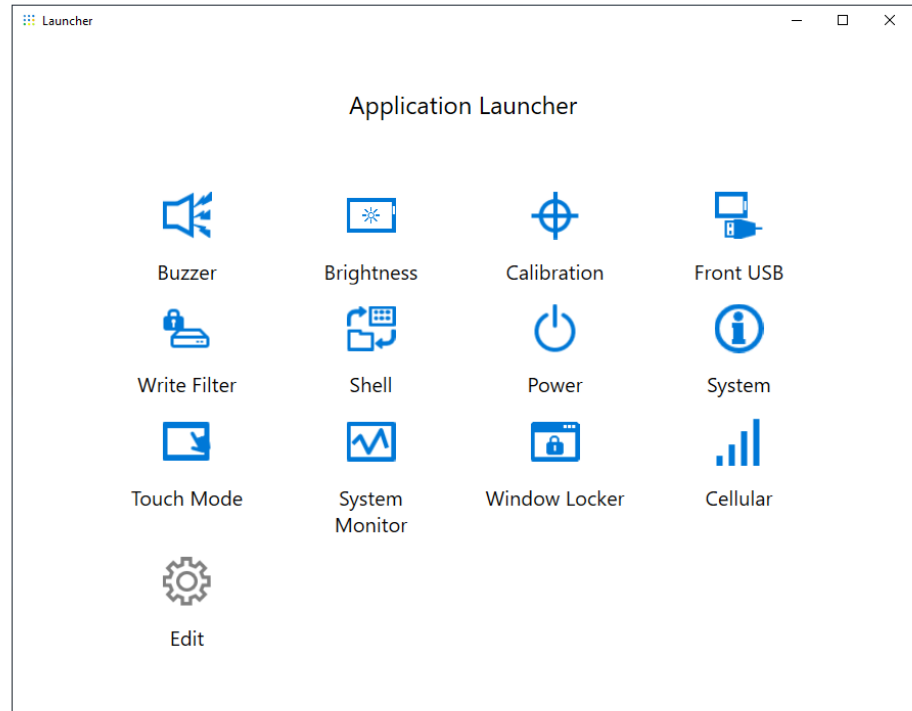 Launcher
Application Launcher
Buzzer
Brightness
Calibration
Front USB
Write Filter
Shell
Power
System
Touch Mode
System
Monitor
Window Locker
Cellular
Edit